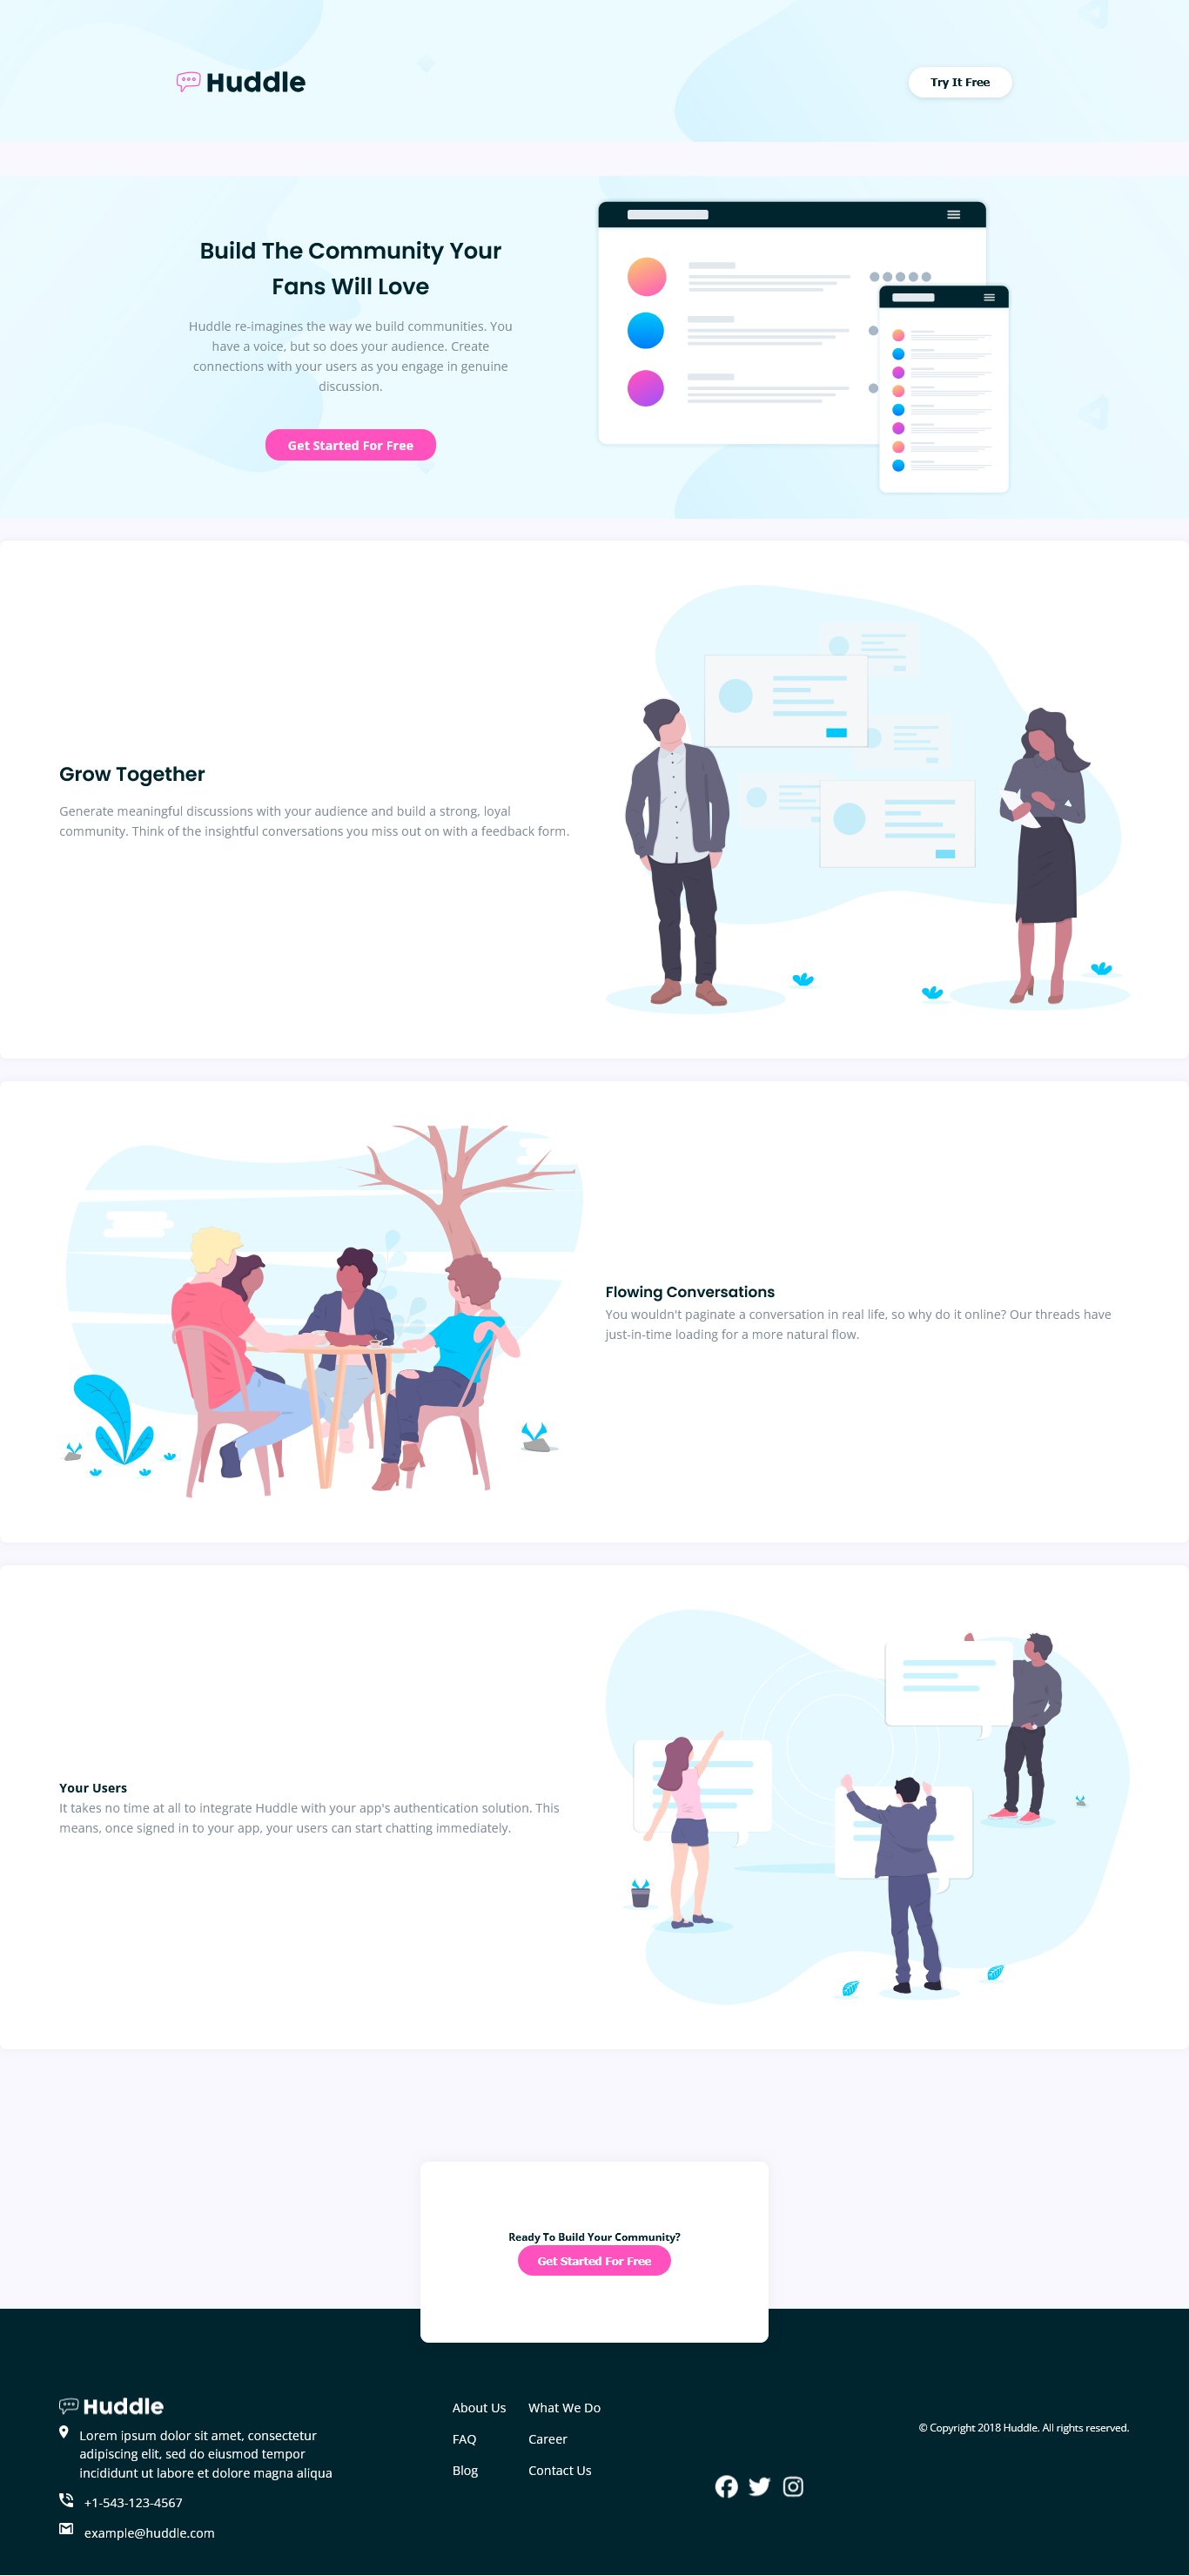 Huddle
Try It Free
Build The Community Your
Fans Will Love
Huddle re-imagines the way we build communities. You
have a voice, but so does your audience. Create
connections with your users as you engage in genuine
discussion.
Get Started For Free
Grow Together
Generate meaningful discussions with your audience and build a strong, loyal
community. Think of the insightful conversations you miss out on with a feedback form.
Flowing Conversations
You wouldn't paginate a conversation in real life, so why do it online? Our threads have
just-in-time loading for a more natural flow.
Your Users
It takes no time at all to integrate Huddle with your app's authentication solution. This
means, once signed in to your app, your users can start chatting immediately.
Ready To Build Your Community?
Get Started For Free
Huddle
Lorem ipsum dolor sit amet, consectetur
adipiscing elit, sed do eiusmod tempor
incididunt ut labore et dolore magna aliqua
+1-543-123-4567
example@huddle.com
About Us
FAQ
Blog
What We Do
Career
Contact Us
© Copyright 2018 Huddle. All rights reserved.